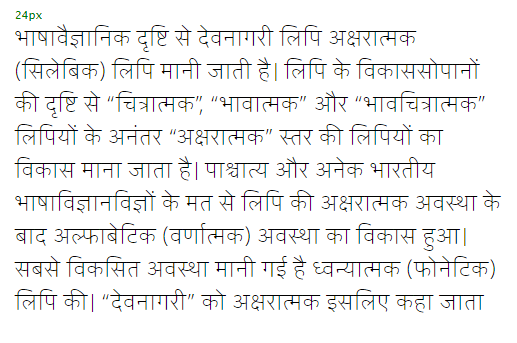 24px
भाषावैज्ञानिक दृष्टि से देवनागरी लिपि अक्षरात्मक
(सिलेबिक) लिपि मानी जाती है। लिपि के विकाससोपानों
की दृष्टि से “चित्रात्मक”, “भावात्मक” और “भावचित्रात्मक”
लिपियों के अनंतर “अक्षरात्मक” स्तर की लिपियों का
विकास माना जाता है। पाश्चात्य और अनेक भारतीय
भाषाविज्ञानविज्ञों के मत से लिपि की अक्षरात्मक अवस्था के
बाद अल्फाबेटिक (वर्णात्मक) अवस्था का विकास हुआ।
सबसे विकसित अवस्था मानी गई है ध्वन्यात्मक (फोनेटिक)
लिपि की। “देवनागरी” को अक्षरात्मक इसलिए कहा जाता